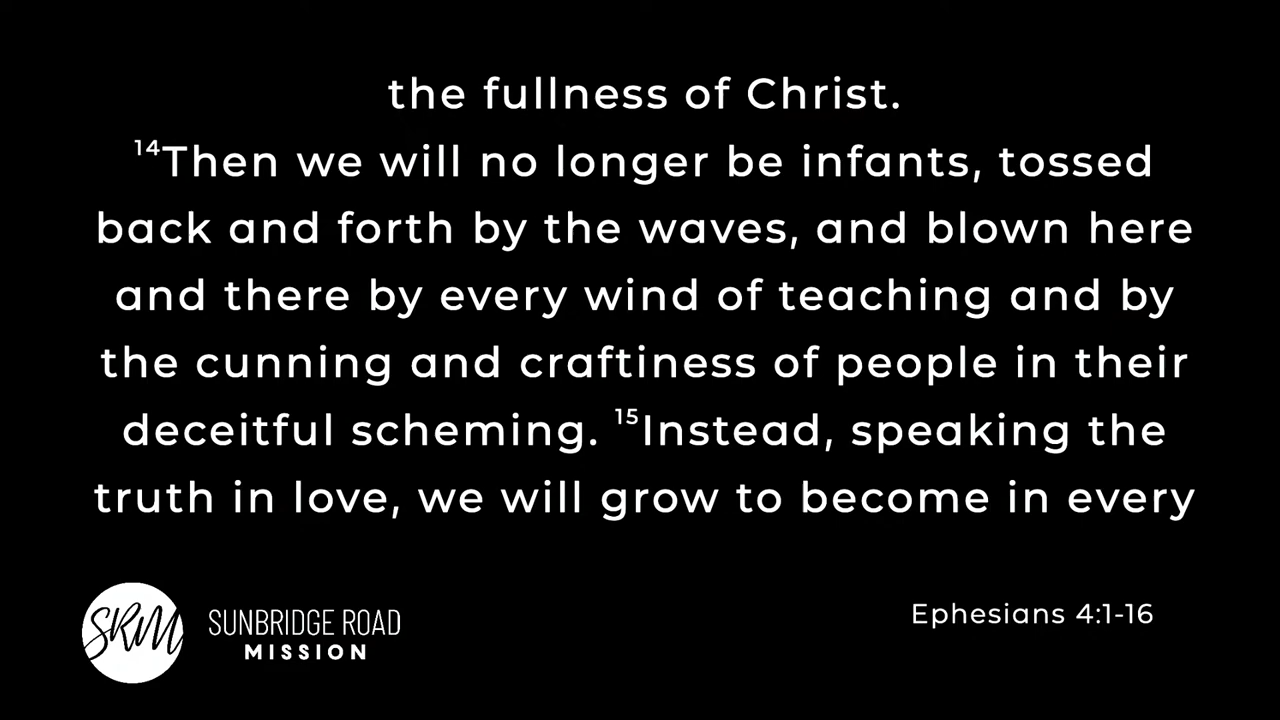 the fullness of Christ.
14Then we will no longer be infants, tossed
back and forth by the waves, and blown here
and there by every wind of teaching and by
the cunning and craftiness of people in their
deceitful scheming. 15Instead, speaking the
truth in love, we will grow to become in every
SRM
SUNBRIDGE ROAD
MISSION
Ephesians 4:1-16